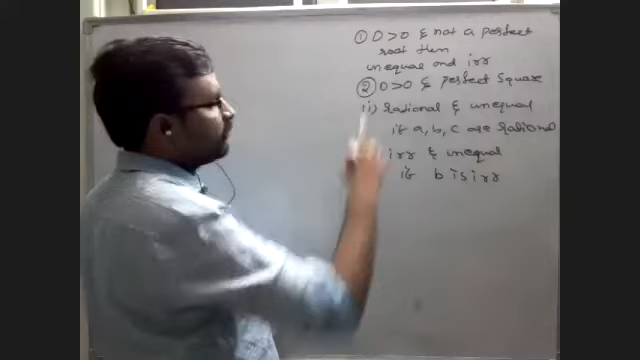 ① D>0 & not a perfect
root then
unequal and irr
② D>0 & perfect Square
i) rational & unequal
if a, b, c are rational
irr & unequal
if b is irr